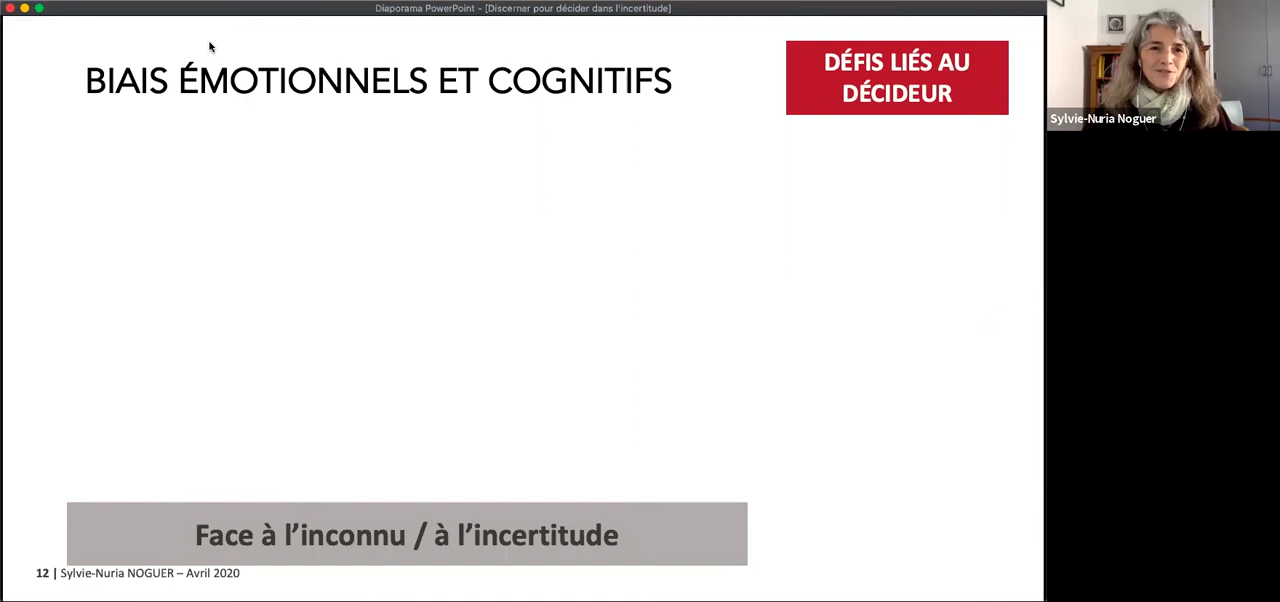 Diaporama PowerPoint - [Discerner pour décider dans l'incertitude]
BIAIS ÉMOTIONNELS ET COGNITIFS
DÉFIS LIÉS AU
DÉCIDEUR
Sylvie-Nuria Noguer
Face à l’inconnu / à l’incertitude
12 | Sylvie-Nuria NOGUER – Avril 2020